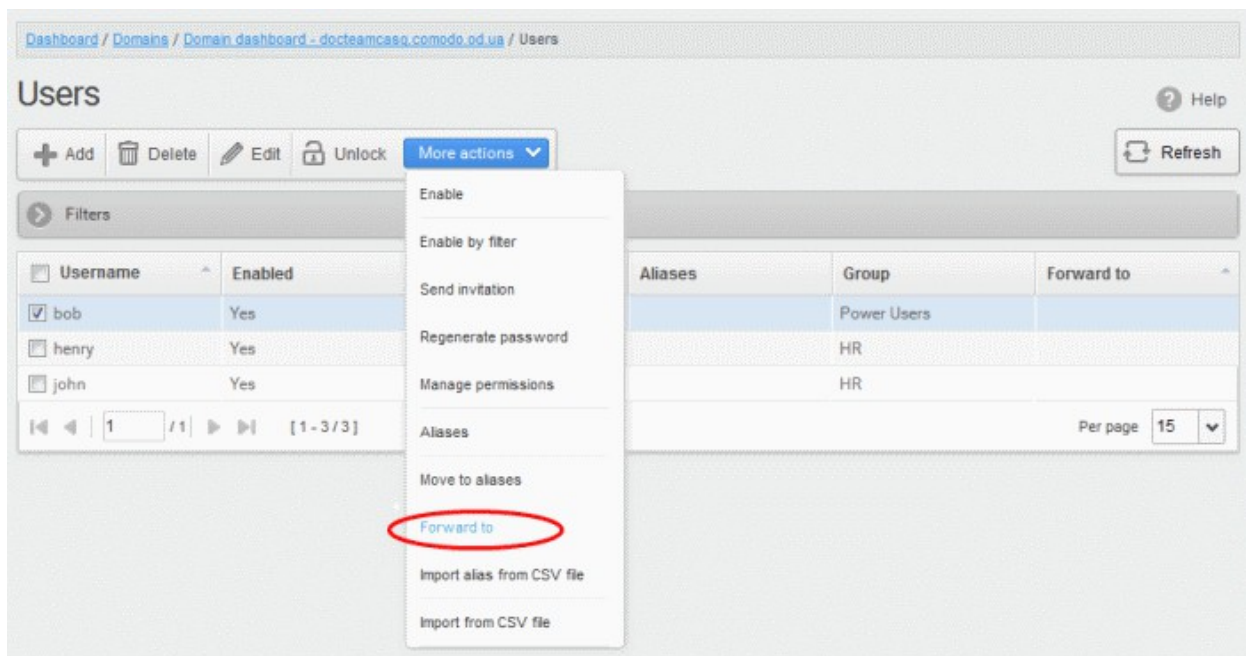 Dashboard / Domains / Domain dashboard - docteamcasg.comodo.od.ua / Users
Users
Help
Add Delete Edit Unlock More actions
Refresh
Enable
Filters
Enable by filter
Username Enabled Aliases Group Forward to
Send invitation
bob Yes Power Users
Regenerate password
henry Yes HR
john Yes HR
Manage permissions
1 / 1 [ 1 - 3 / 3 ] Per page 15
Aliases
Move to aliases
Forward to
Import alias from CSV file
Import from CSV file